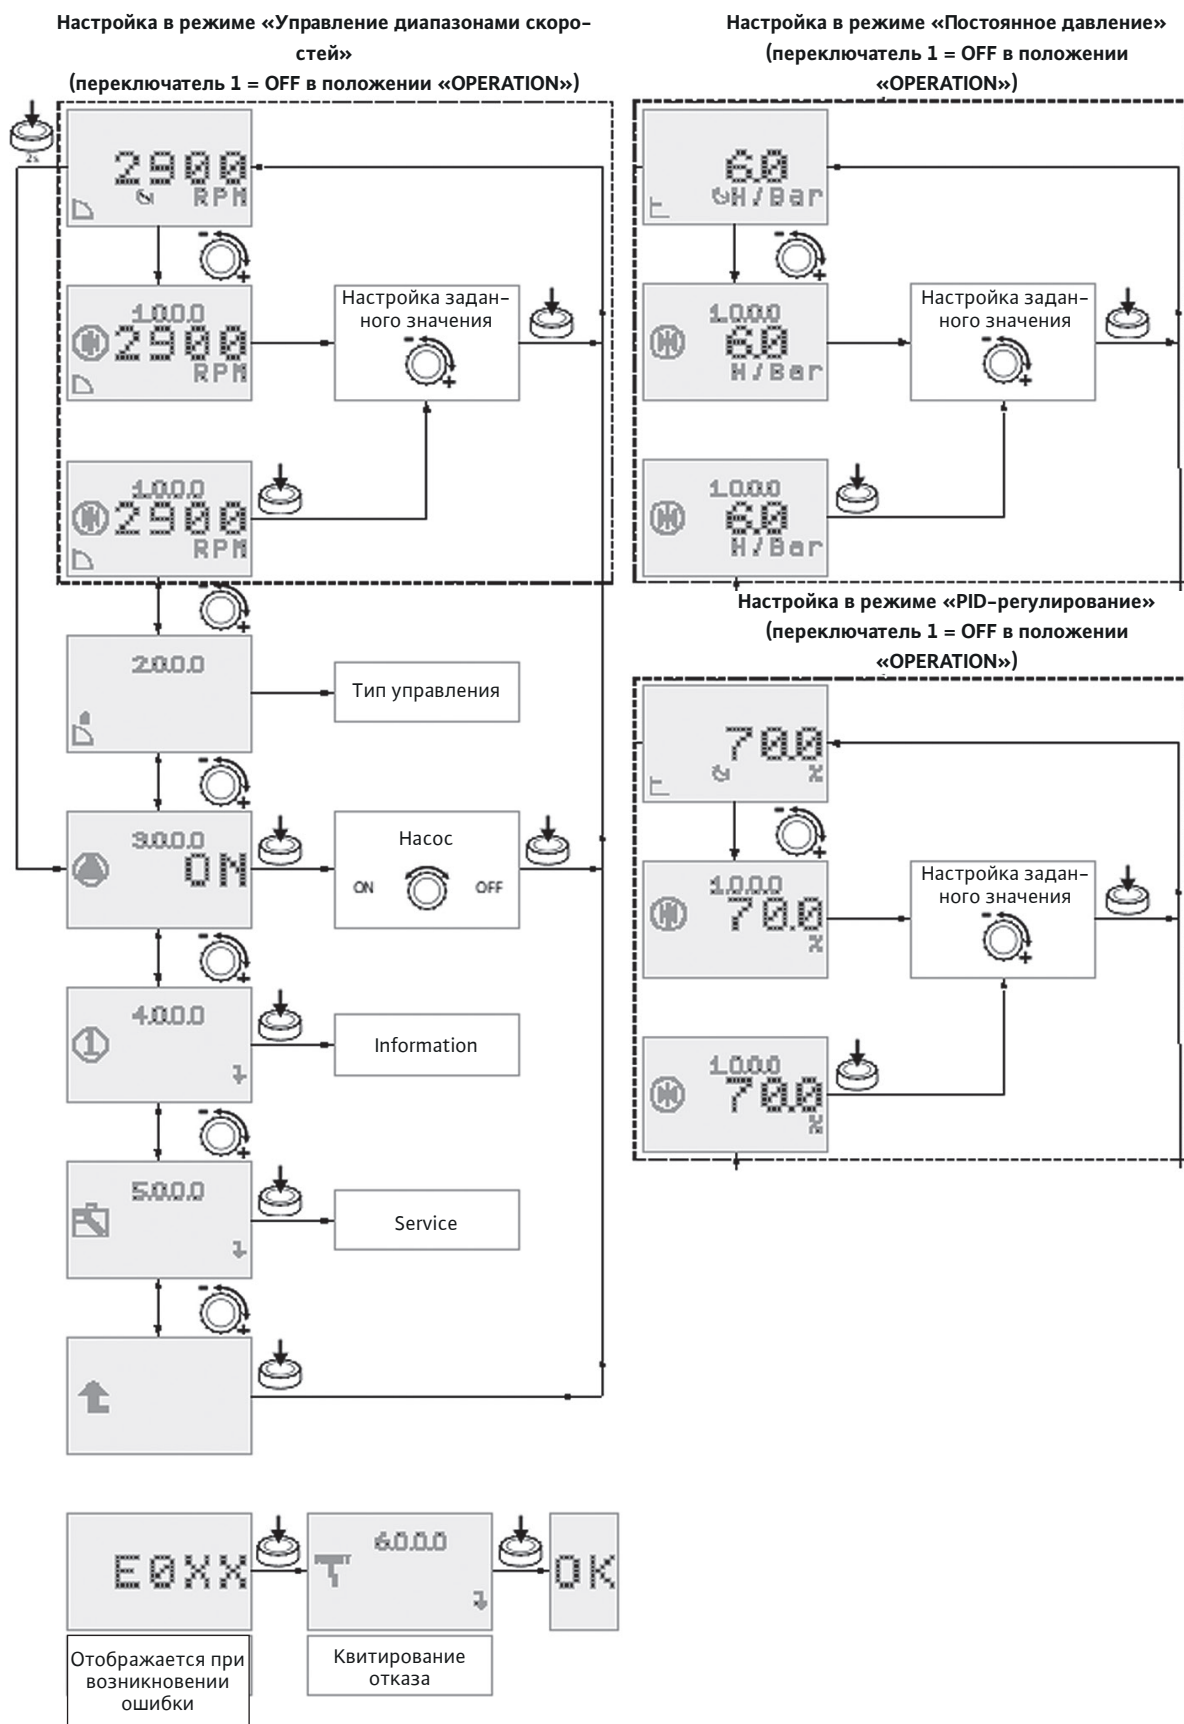 Настройка в режиме «Управление диапазонами скоро-
стей»
(переключатель 1 = OFF в положении «OPERATION»)
2s
2900
RPM
1.0.0.0
2900
RPM
Настройка задан-
ного значения
1.0.0.0
2900
RPM
2.0.0.0
Тип управления
3.0.0.0
ON
Насос
ON OFF
4.0.0.0
Information
5.0.0.0
Service
E0XX
6.0.0.0
OK
Отображается при
возникновении
ошибки
Квитирование
отказа
Настройка в режиме «Постоянное давление»
(переключатель 1 = OFF в положении
«OPERATION»)
6.0
H/Bar
1.0.0.0
6.0
H/Bar
Настройка задан-
ного значения
1.0.0.0
6.0
H/Bar
Настройка в режиме «PID-регулирование»
(переключатель 1 = OFF в положении
«OPERATION»)
70.0
%
1.0.0.0
70.0
%
Настройка задан-
ного значения
1.0.0.0
70.0
%